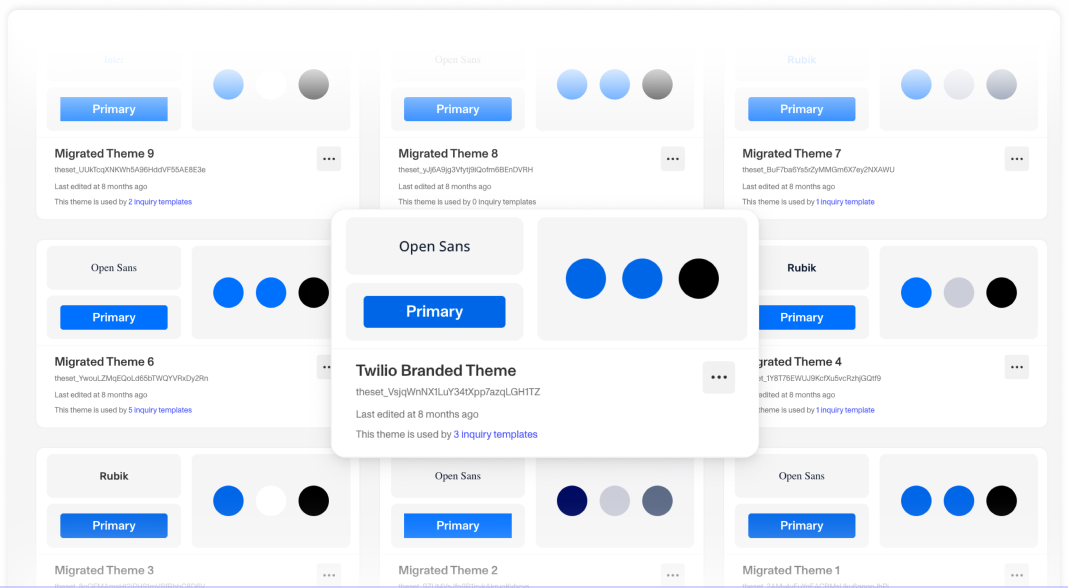 Inter
Open Sans
Rubik
Primary
Primary
Primary
Migrated Theme 9
Migrated Theme 8
Migrated Theme 7
theset_UUkTcqXNKWh5A96HddVF55AE8E3e
theset_yJj6A9jg3Vfytj9iQofm6BEnDVRH
theset_BuF7ba6Ys5rZyMMGm6X7ey2NXAWU
Last edited at 8 months ago
Last edited at 8 months ago
Last edited at 8 months ago
This theme is used by 2 inquiry templates
This theme is used by 0 inquiry templates
This theme is used by 1 inquiry template
Open Sans
Primary
Migrated Theme 6
theset_YwouLZMqEQoLd65bTWQYVRxDy2Rn
Last edited at 8 months ago
This theme is used by 5 inquiry templates
Open Sans
Primary
Twilio Branded Theme
theset_VsjqWnNX1LuY34tXpp7azqLGH1TZ
Last edited at 8 months ago
This theme is used by 3 inquiry templates
Rubik
Primary
grated Theme 4
et_1Y8T76EWUJ9KcfXu5vcRzhjGQtf9
edited at 8 months ago
heme is used by 1 inquiry template
Rubik
Open Sans
Open Sans
Primary
Primary
Primary
Migrated Theme 3
Migrated Theme 2
Migrated Theme 1